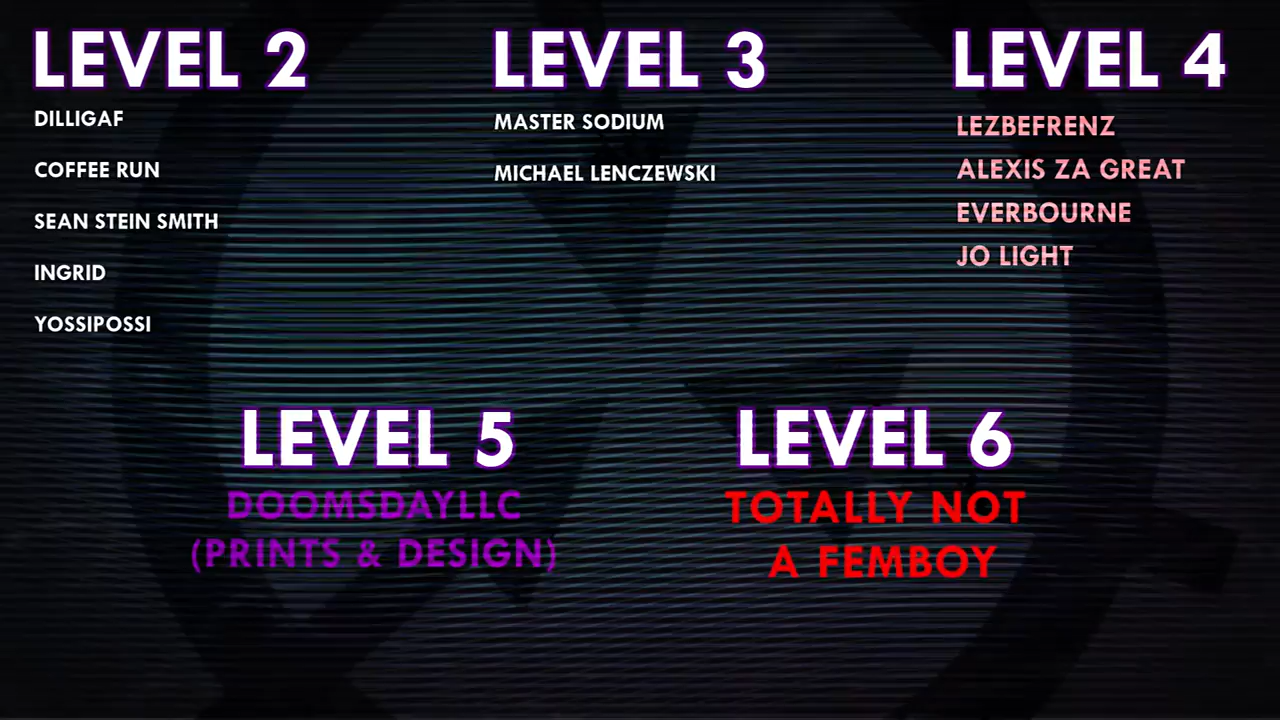 LEVEL 2
DILLIGAF
COFFEE RUN
SEAN STEIN SMITH
INGRID
YOSSIPOSSI
LEVEL 3
MASTER SODIUM
MICHAEL LENCZEWSKI
LEVEL 4
LEZBEFRENZ
ALEXIS ZA GREAT
EVERBOURNE
JO LIGHT
LEVEL 5
DOOMSDAYLLC
(PRINTS & DESIGN)
LEVEL 6
TOTALLY NOT
A FEMBOY